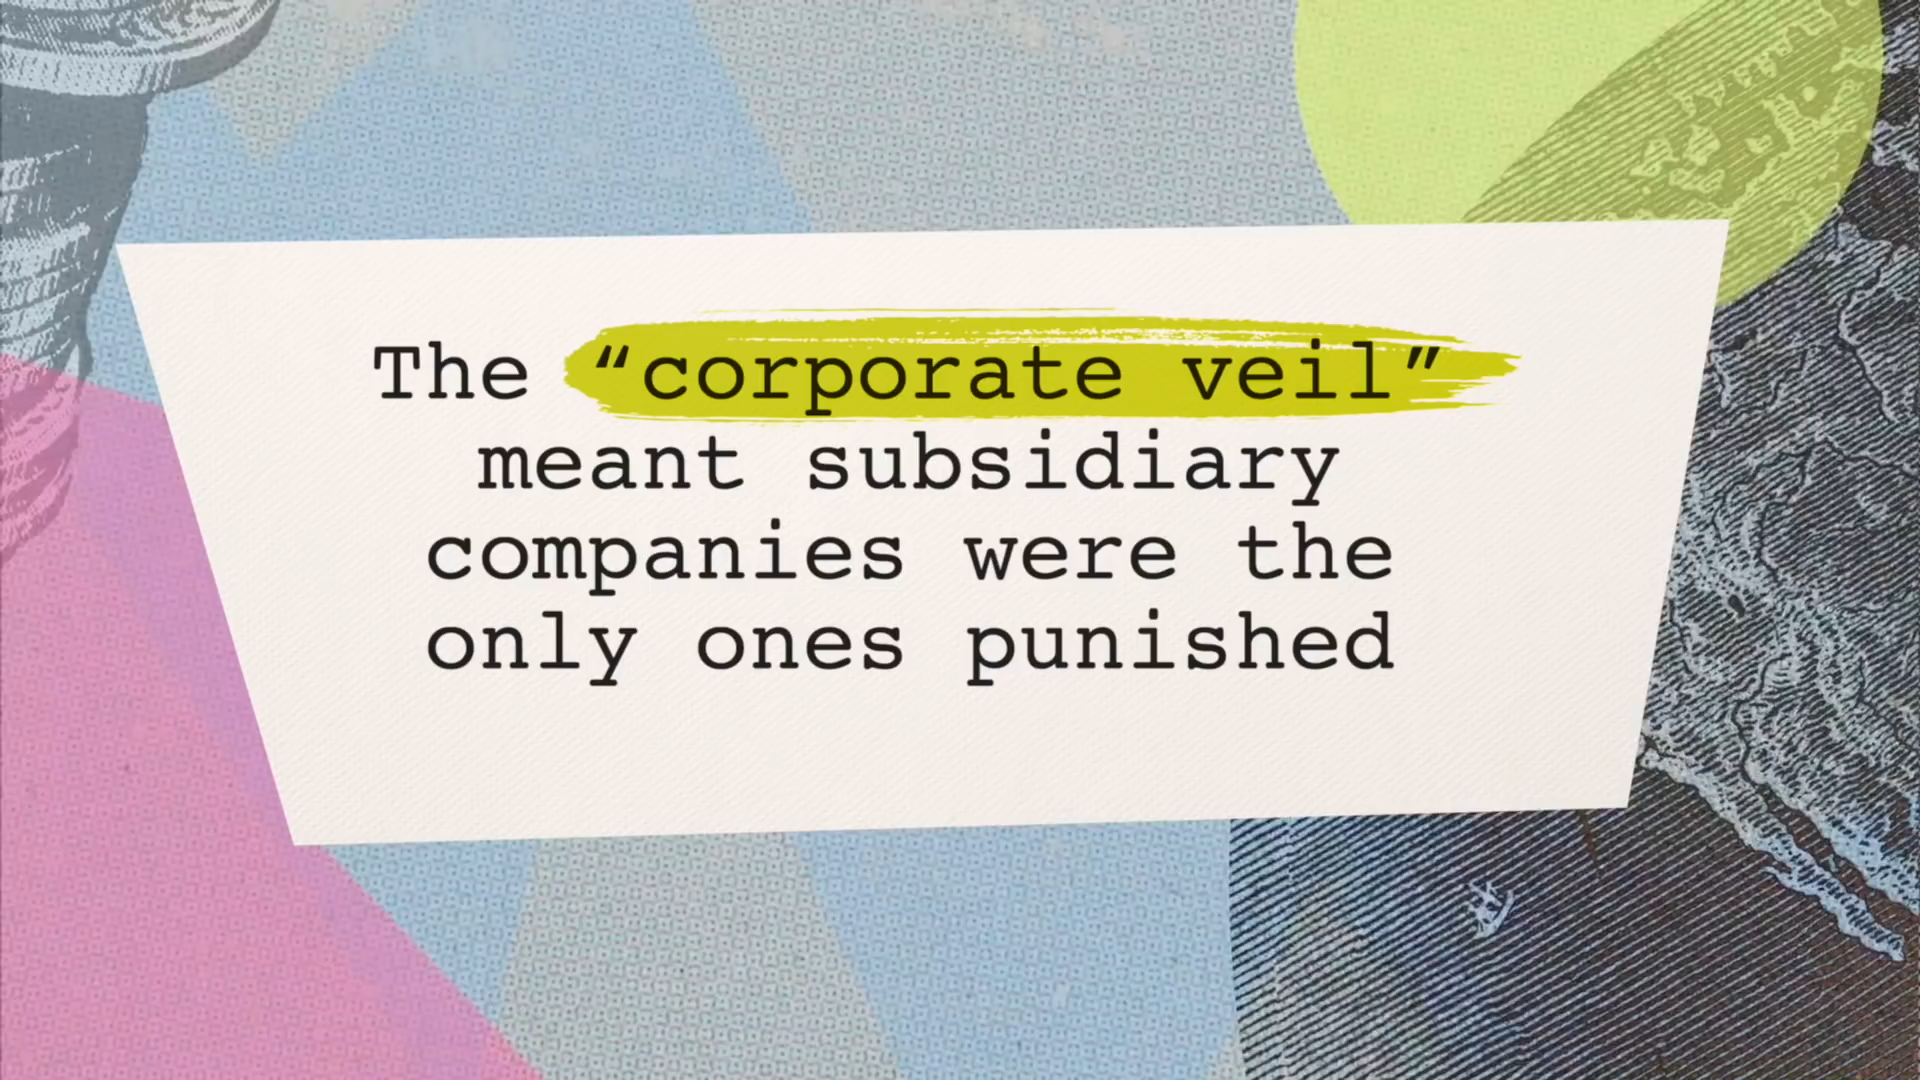 The “corporate veil”
meant subsidiary
companies were the
only ones punished